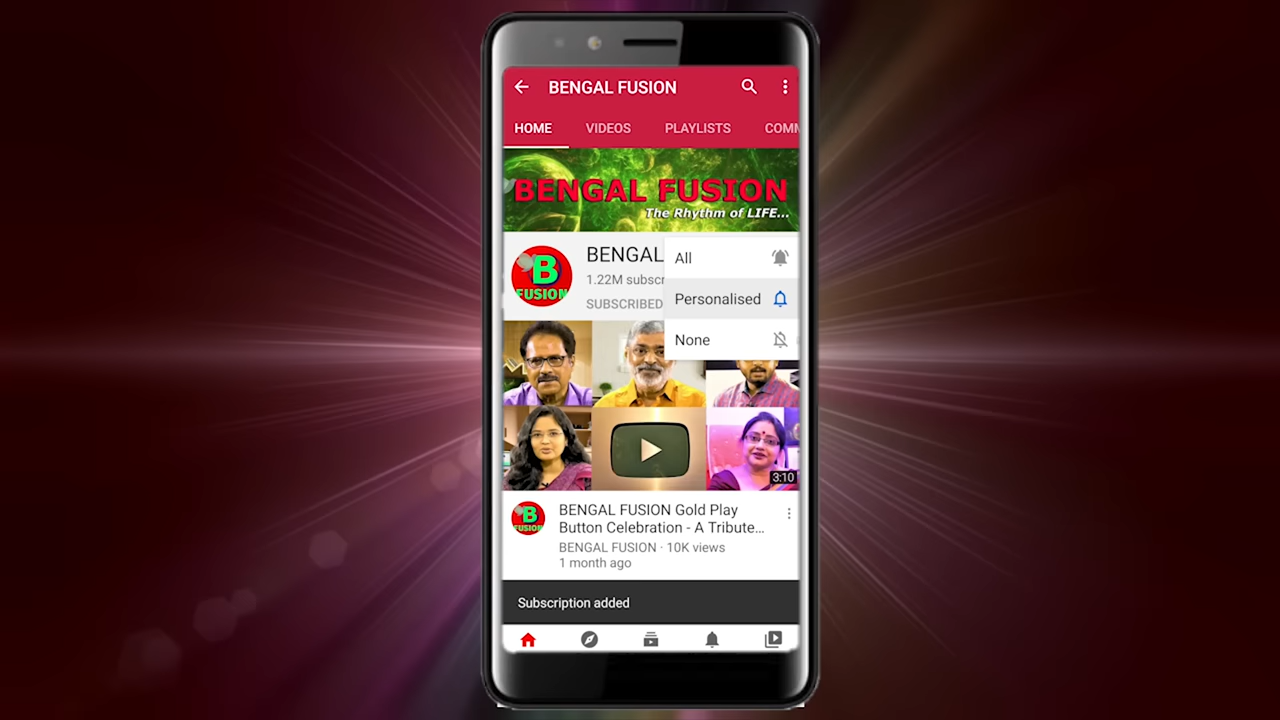 BENGAL FUSION
HOME VIDEOS PLAYLISTS COMM
BENGAL FUSION
The Rhythm of LIFE...
B
FUSION
BENGAL
1.22M subscr
SUBSCRIBED
All
Personalised
None
3:10
B
FUSION
BENGAL FUSION Gold Play
Button Celebration - A Tribute...
BENGAL FUSION · 10K views
1 month ago
Subscription added